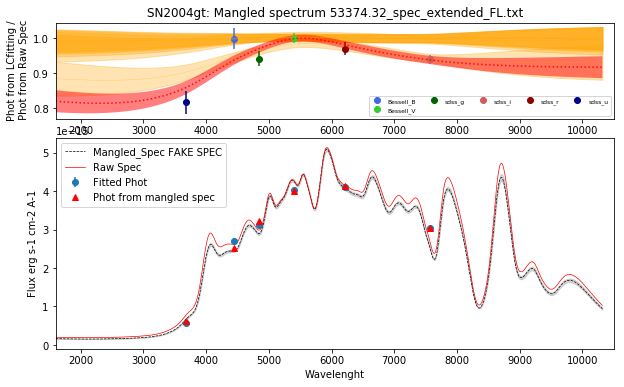 SN2004gt: Mangled spectrum 53374.32_spec_extended_FL.txt
Phot from LCfitting /
Phot from Raw Spec
1.0
0.9
0.8
Bessell_B
Bessell_V
sdss_g
sdss_i
sdss_r
sdss_u
2000 3000 4000 5000 6000 7000 8000 9000 10000
Mangled_Spec FAKE SPEC
Raw Spec
Fitted Phot
Phot from mangled spec
Flux erg s-1 cm-2 A-1
5
4
3
2
1
0
2000 3000 4000 5000 6000 7000 8000 9000 10000
Wavelenght